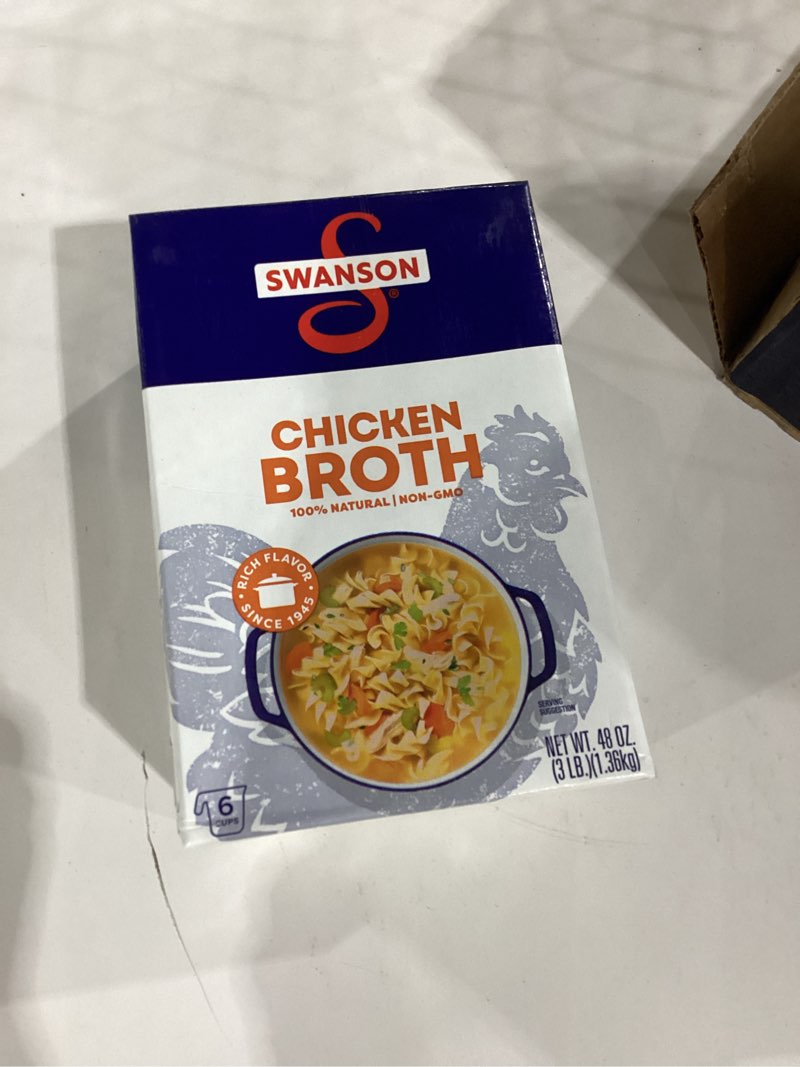 SWANSON
®
CHICKEN
BROTH
100% NATURAL | NON-GMO
• RICH FLAVOR •
SINCE 1945
SERVING
SUGGESTION
NET WT. 48 OZ.
(3 LB.)(1.36kg)
6
CUPS